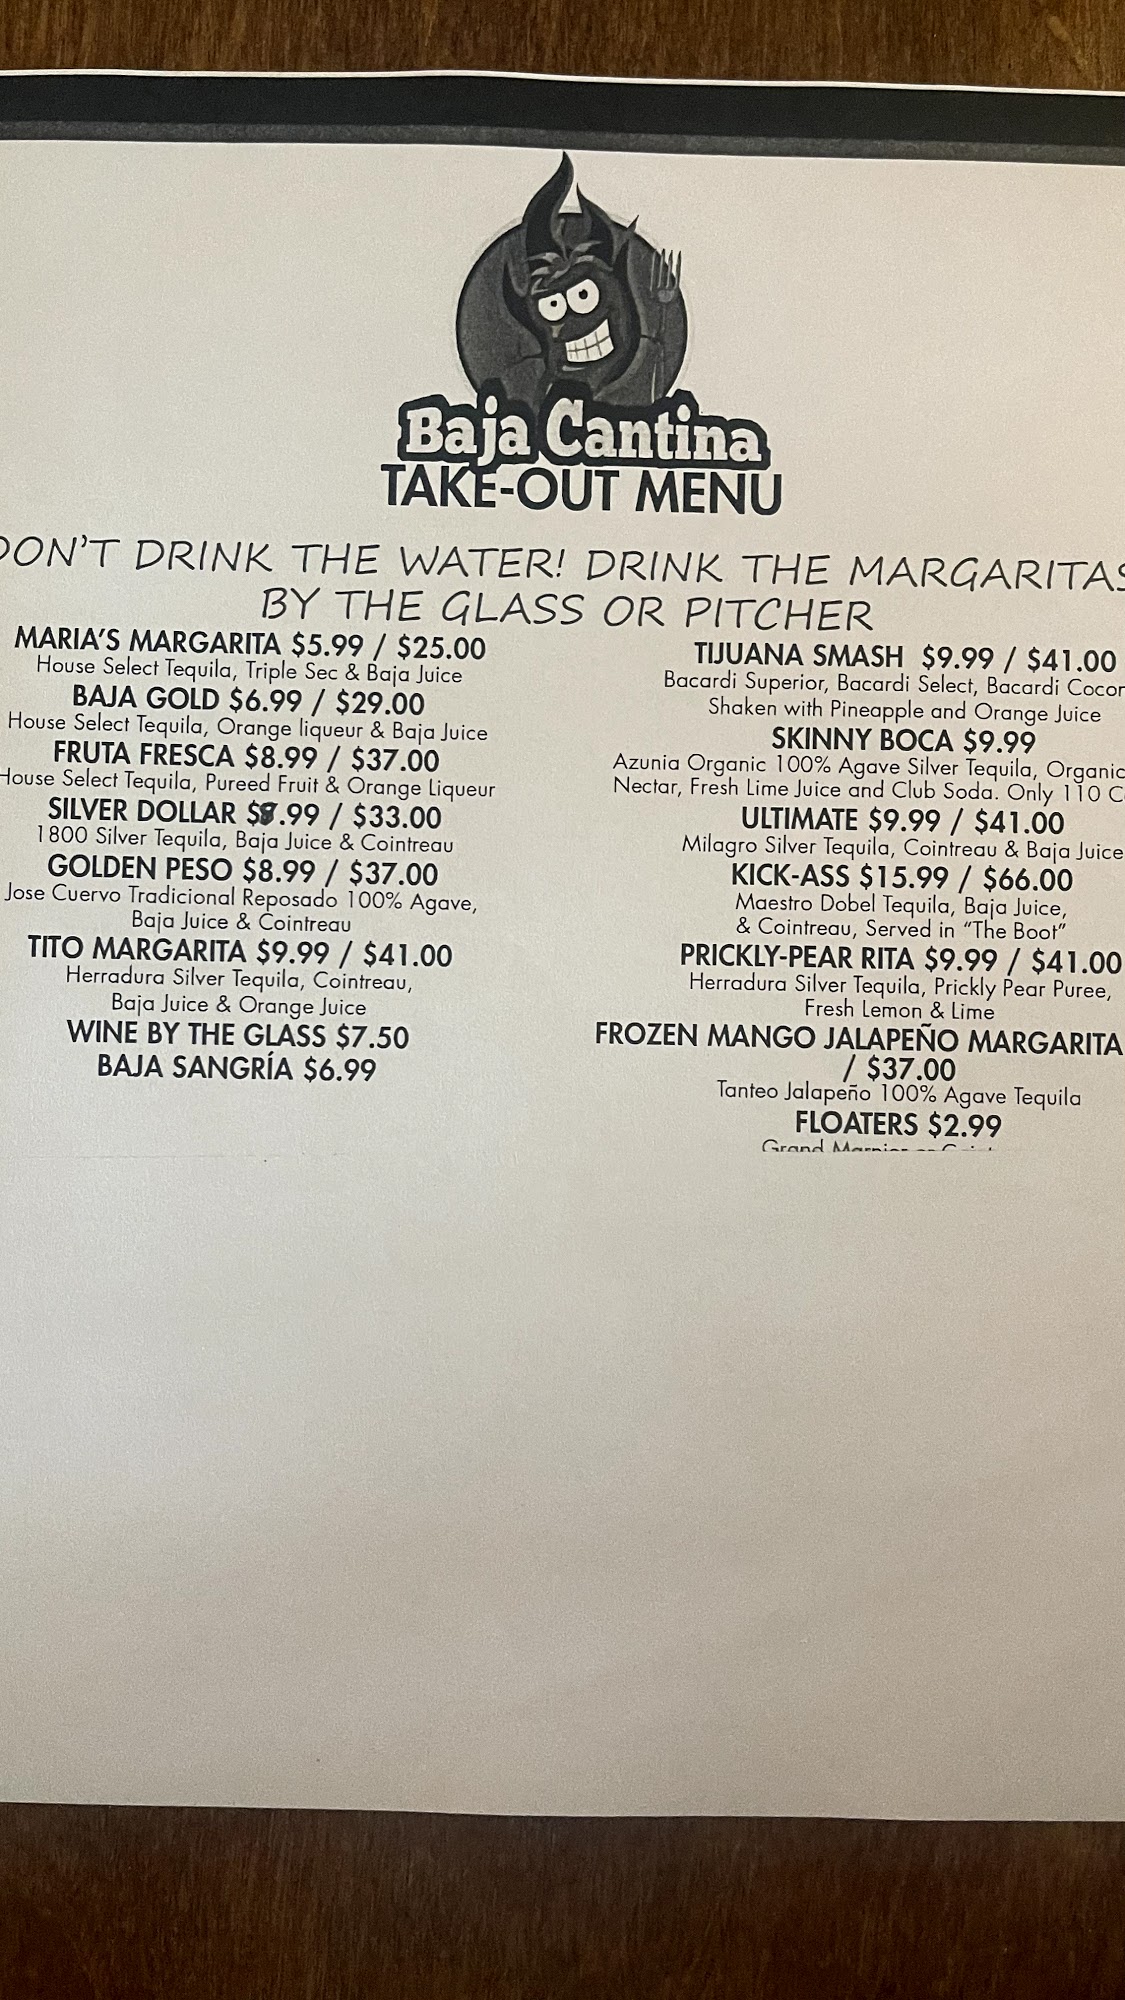 Baja Cantina
TAKE-OUT MENU
DON'T DRINK THE WATER! DRINK THE MARGARITAS
BY THE GLASS OR PITCHER
MARIA'S MARGARITA $5.99 / $25.00
House Select Tequila, Triple Sec & Baja Juice
BAJA GOLD $6.99 / $29.00
House Select Tequila, Orange liqueur & Baja Juice
FRUTA FRESCA $8.99 / $37.00
House Select Tequila, Pureed Fruit & Orange Liqueur
SILVER DOLLAR $8.99 / $33.00
1800 Silver Tequila, Baja Juice & Cointreau
GOLDEN PESO $8.99 / $37.00
Jose Cuervo Tradicional Reposado 100% Agave,
Baja Juice & Cointreau
TITO MARGARITA $9.99 / $41.00
Herradura Silver Tequila, Cointreau,
Baja Juice & Orange Juice
WINE BY THE GLASS $7.50
BAJA SANGRÍA $6.99
TIJUANA SMASH $9.99 / $41.00
Bacardi Superior, Bacardi Select, Bacardi Cocon
Shaken with Pineapple and Orange Juice
SKINNY BOCA $9.99
Azunia Organic 100% Agave Silver Tequila, Organic
Nectar, Fresh Lime Juice and Club Soda. Only 110 C
ULTIMATE $9.99 / $41.00
Milagro Silver Tequila, Cointreau & Baja Juice
KICK-ASS $15.99 / $66.00
Maestro Dobel Tequila, Baja Juice,
& Cointreau, Served in "The Boot"
PRICKLY-PEAR RITA $9.99 / $41.00
Herradura Silver Tequila, Prickly Pear Puree,
Fresh Lemon & Lime
FROZEN MANGO JALAPEÑO MARGARITA
/ $37.00
Tanteo Jalapeño 100% Agave Tequila
FLOATERS $2.99
Grand Marnier or